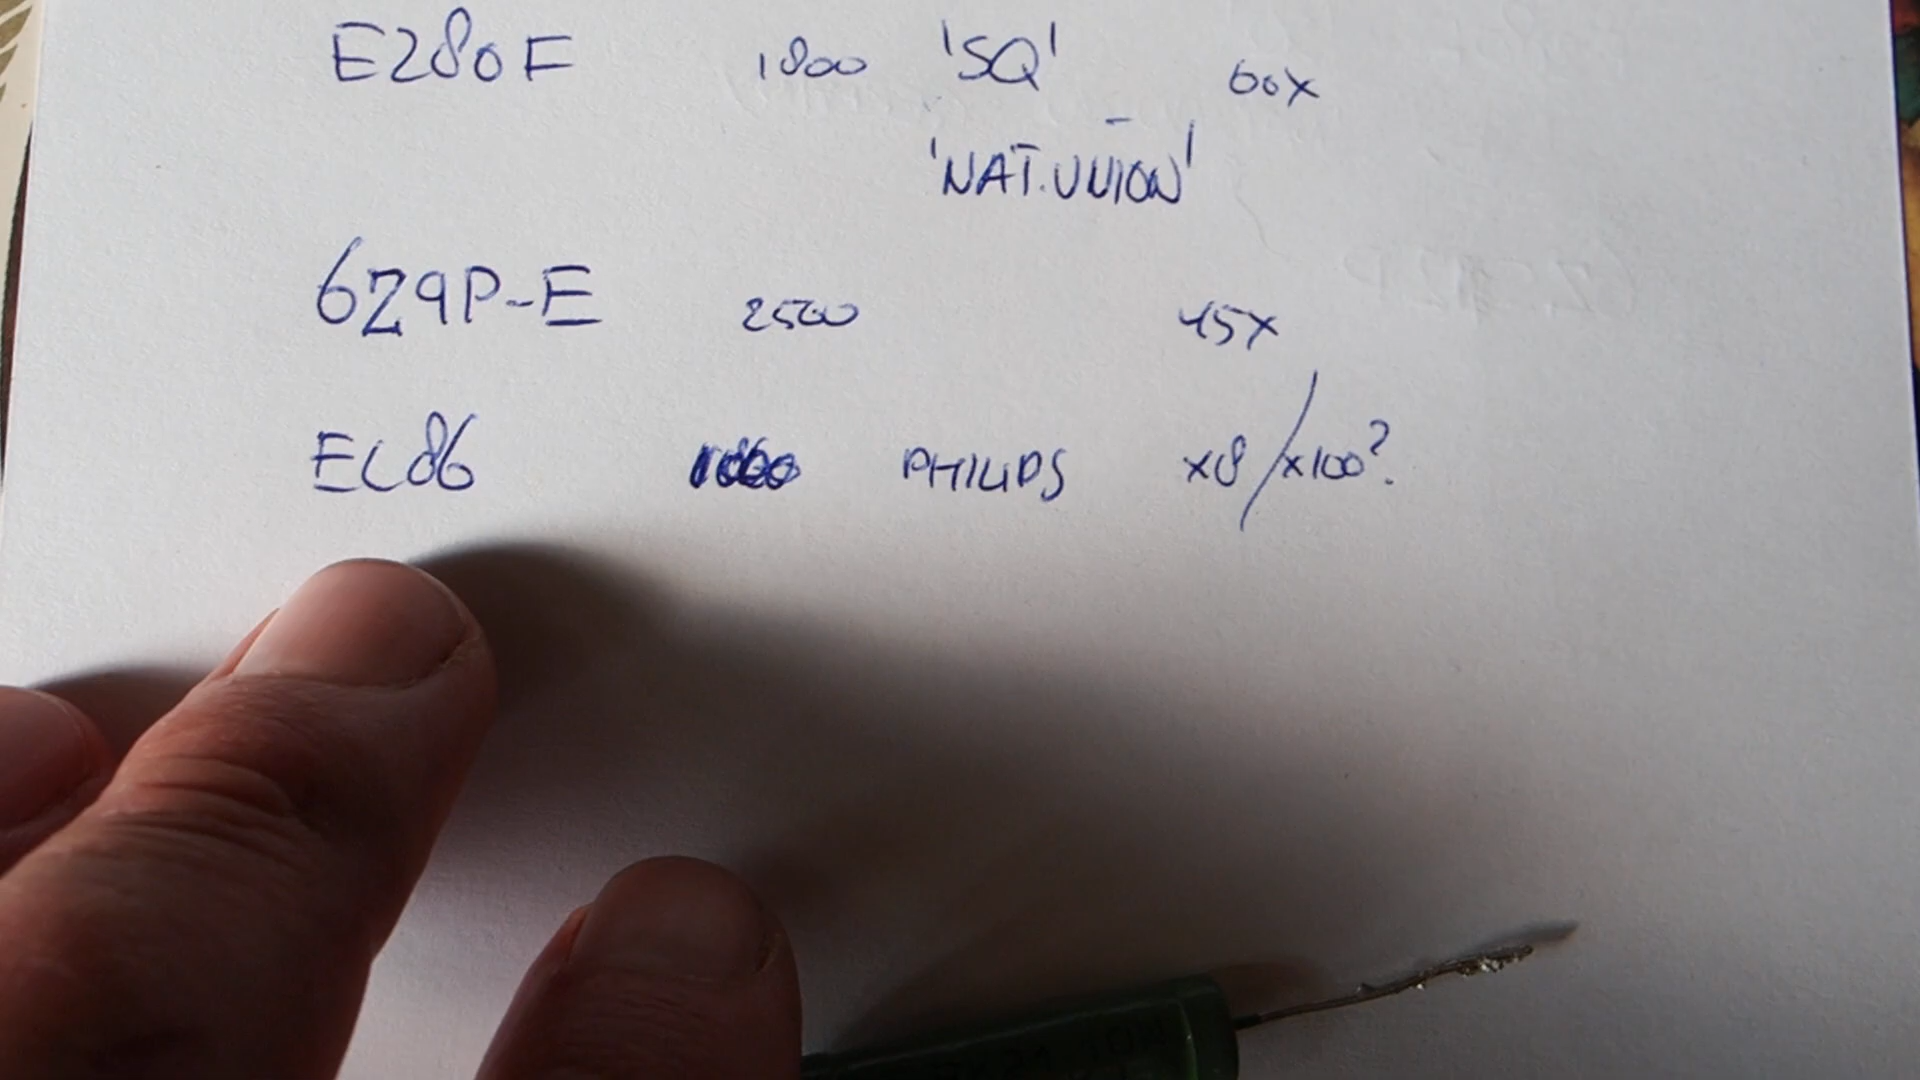 E280F 1800 'SQ' 60x
'NAT.UNION'
6Z9P-E 2500 45x
EC86 PHILIPS x8/x100?